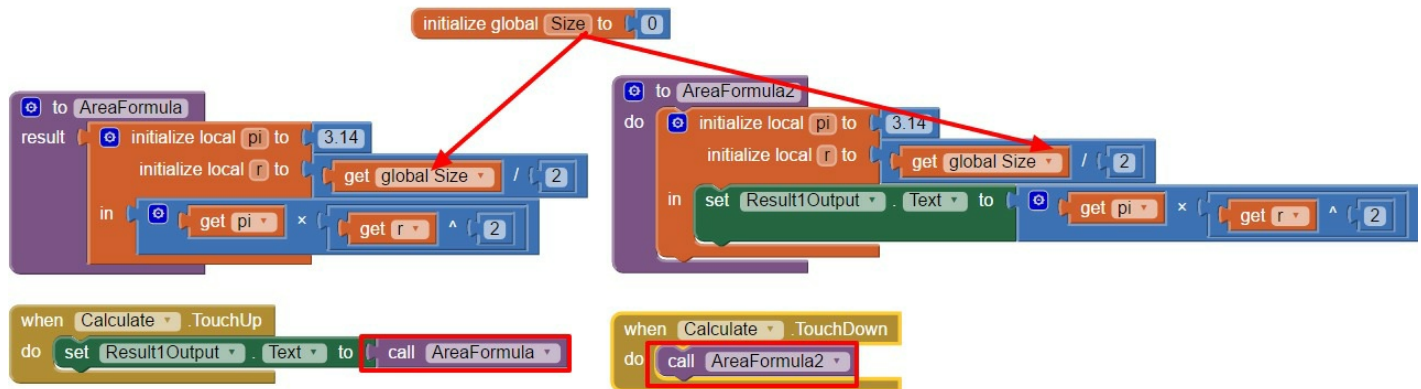 initialize global Size to 0
to AreaFormula
result initialize local pi to 3.14
initialize local r to get global Size / 2
in get pi × get r ^ 2
when Calculate .TouchUp
do set Result1Output . Text to call AreaFormula
to AreaFormula2
do initialize local pi to 3.14
initialize local r to get global Size / 2
in set Result1Output . Text to get pi × get r ^ 2
when Calculate .TouchDown
do call AreaFormula2